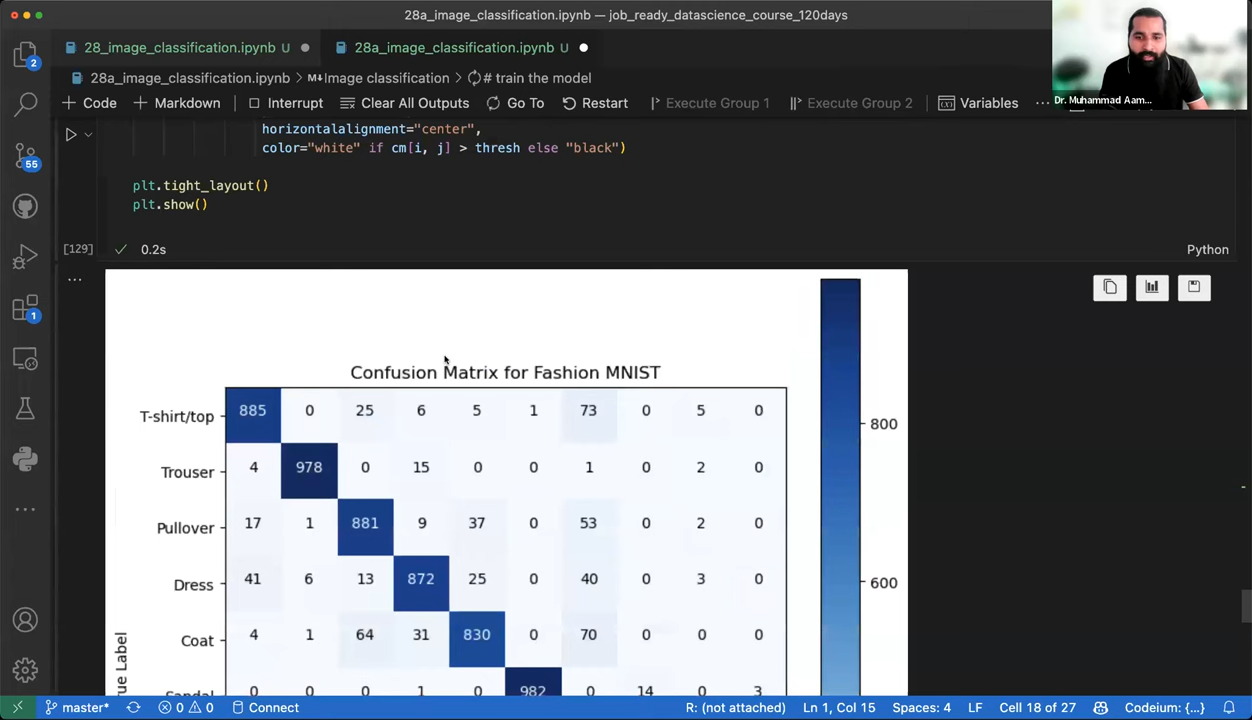 28a_image_classification.ipynb — job_ready_datascience_course_120days
28_image_classification.ipynb U
28a_image_classification.ipynb U
28a_image_classification.ipynb > M↓Image classification > # train the model
+ Code + Markdown Interrupt Clear All Outputs Go To Restart Execute Group 1 Execute Group 2 Variables ...
Dr. Muhammad Aam...
2
55
1
horizontalalignment="center",
color="white" if cm[i, j] > thresh else "black")
plt.tight_layout()
plt.show()
[129] 0.2s Python
Confusion Matrix for Fashion MNIST
T-shirt/top 885 0 25 6 5 1 73 0 5 0
Trouser 4 978 0 15 0 0 1 0 2 0
Pullover 17 1 881 9 37 0 53 0 2 0
Dress 41 6 13 872 25 0 40 0 3 0
Coat 4 1 64 31 830 0 70 0 0 0
Sandal 0 0 0 1 0 982 0 14 0 3
800
600
Label
master* 0 0 Connect R: (not attached) Ln 1, Col 15 Spaces: 4 LF Cell 18 of 27 Codeium: {...}